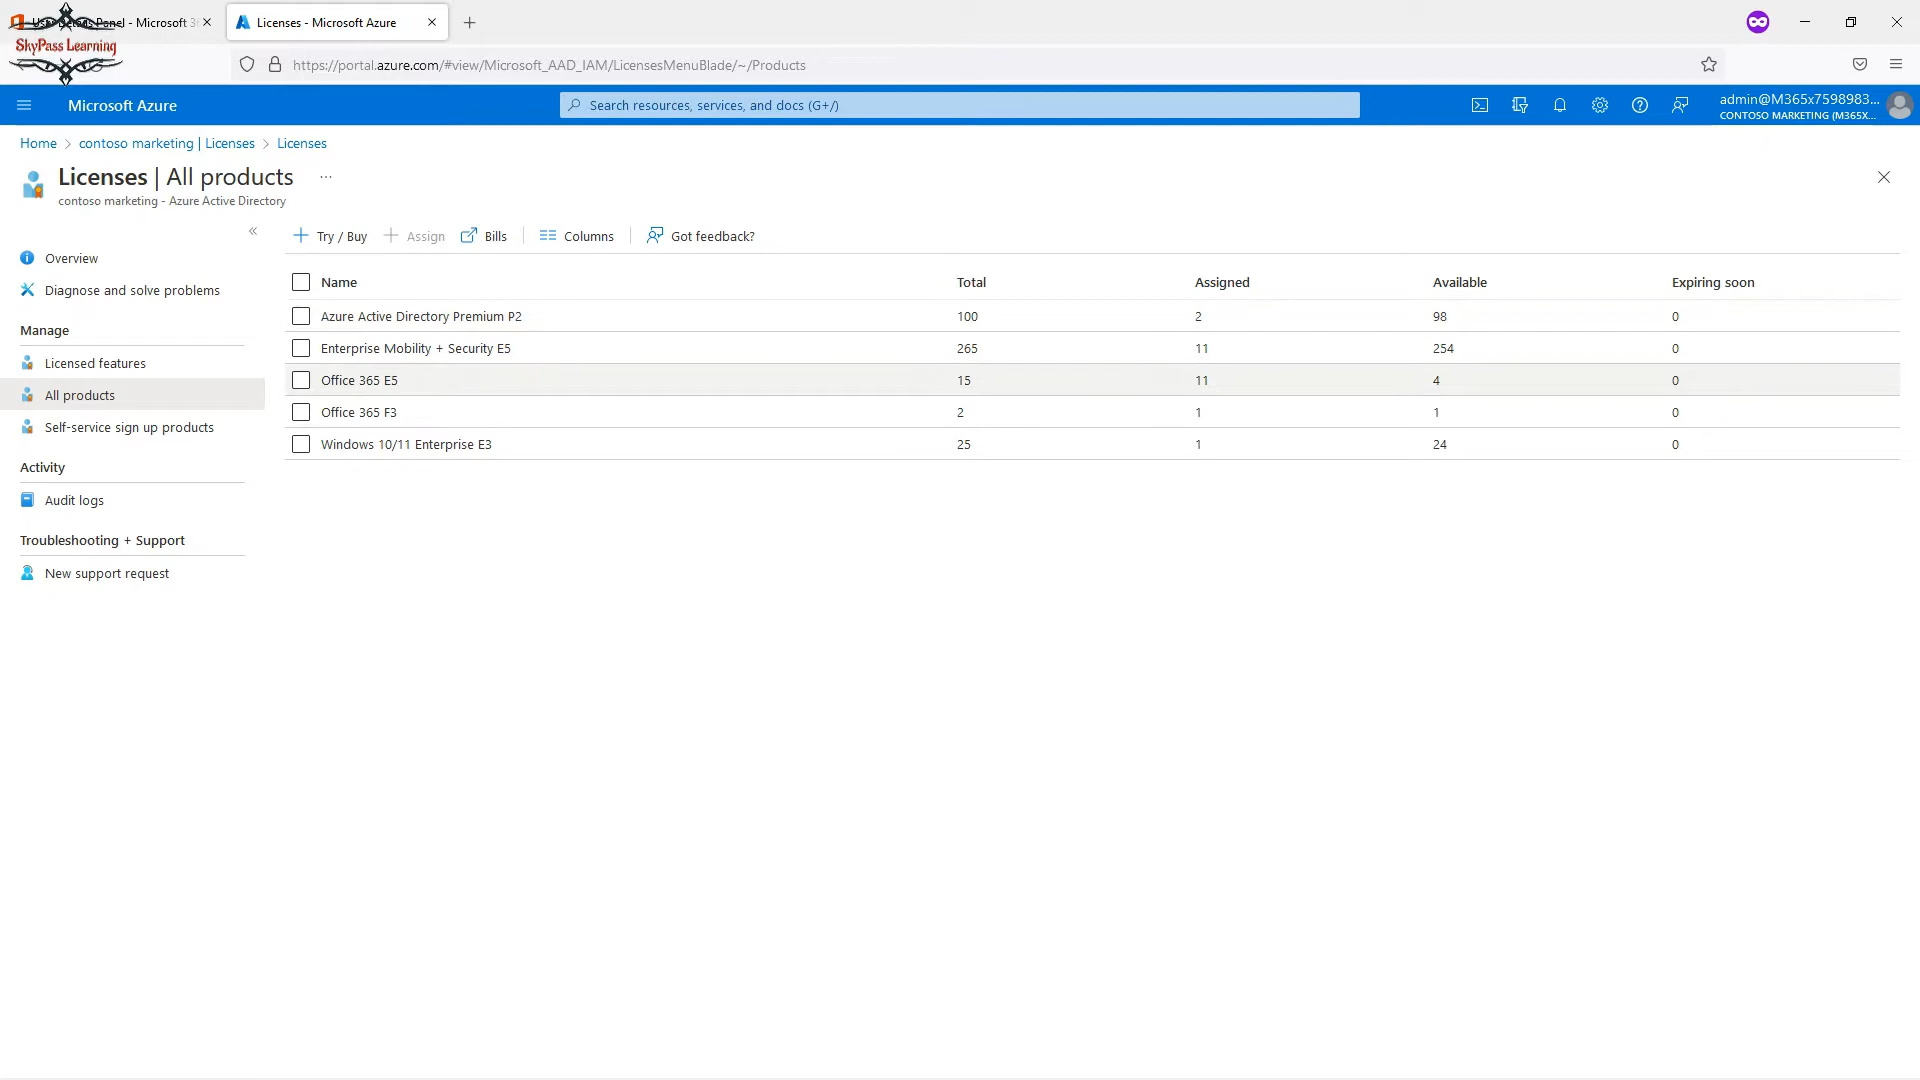 - Microsoft 36
Licenses - Microsoft Azure
SkyPass Learning
https://portal.azure.com/#view/Microsoft_AAD_IAM/LicensesMenuBlade/~/Products
Microsoft Azure
Search resources, services, and docs (G+/)
admin@M365x7598983...
CONTOSO MARKETING (M365X...
Home > contoso marketing | Licenses > Licenses
Licenses | All products ...
contoso marketing - Azure Active Directory
Overview
Diagnose and solve problems
Manage
Licensed features
All products
Self-service sign up products
Activity
Audit logs
Troubleshooting + Support
New support request
Try / Buy Assign Bills Columns Got feedback?
Name Total Assigned Available Expiring soon
Azure Active Directory Premium P2 100 2 98 0
Enterprise Mobility + Security E5 265 11 254 0
Office 365 E5 15 11 4 0
Office 365 F3 2 1 1 0
Windows 10/11 Enterprise E3 25 1 24 0